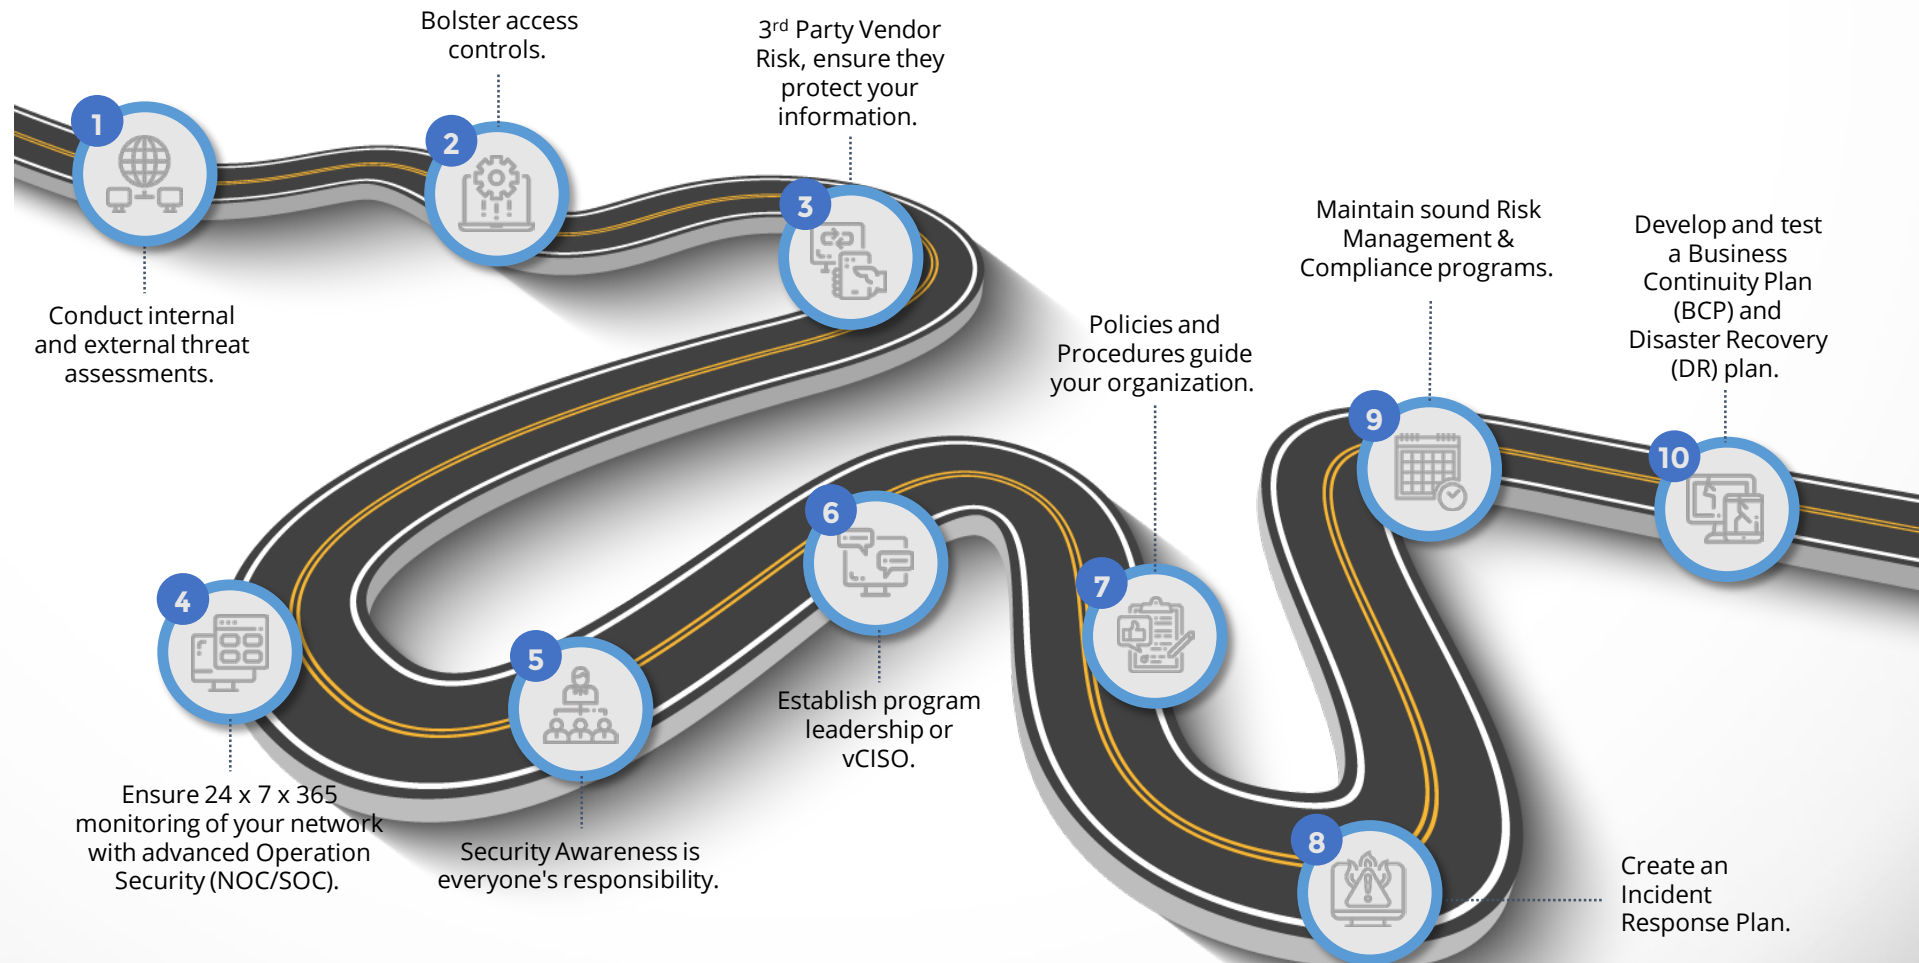 1
Conduct internal
and external threat
assessments.
2
Bolster access
controls.
3
3rd Party Vendor
Risk, ensure they
protect your
information.
4
Ensure 24 x 7 x 365
monitoring of your network
with advanced Operation
Security (NOC/SOC).
5
Security Awareness is
everyone's responsibility.
6
Establish program
leadership or
vCISO.
7
Policies and
Procedures guide
your organization.
8
Create an
Incident
Response Plan.
9
Maintain sound Risk
Management &
Compliance programs.
10
Develop and test
a Business
Continuity Plan
(BCP) and
Disaster Recovery
(DR) plan.